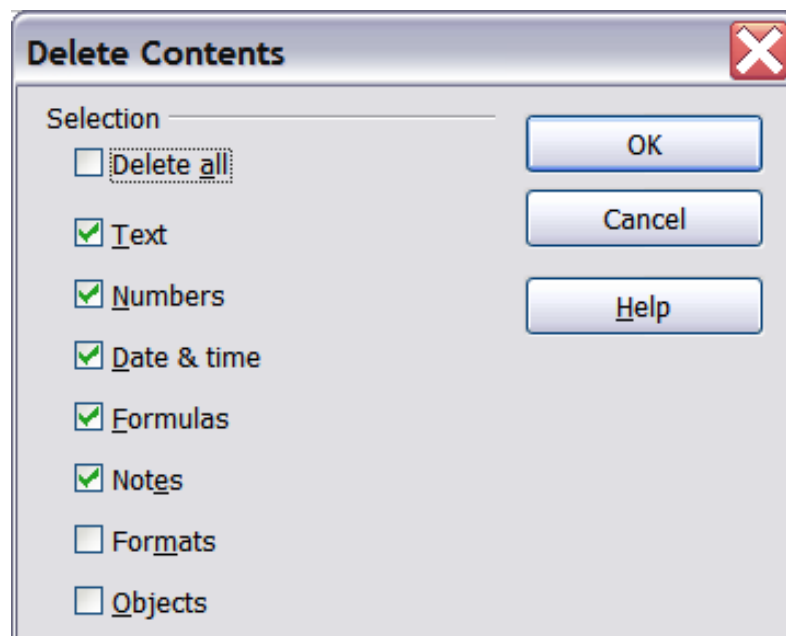 Delete Contents
Selection
Delete all
Text
Numbers
Date & time
Formulas
Notes
Formats
Objects
OK
Cancel
Help